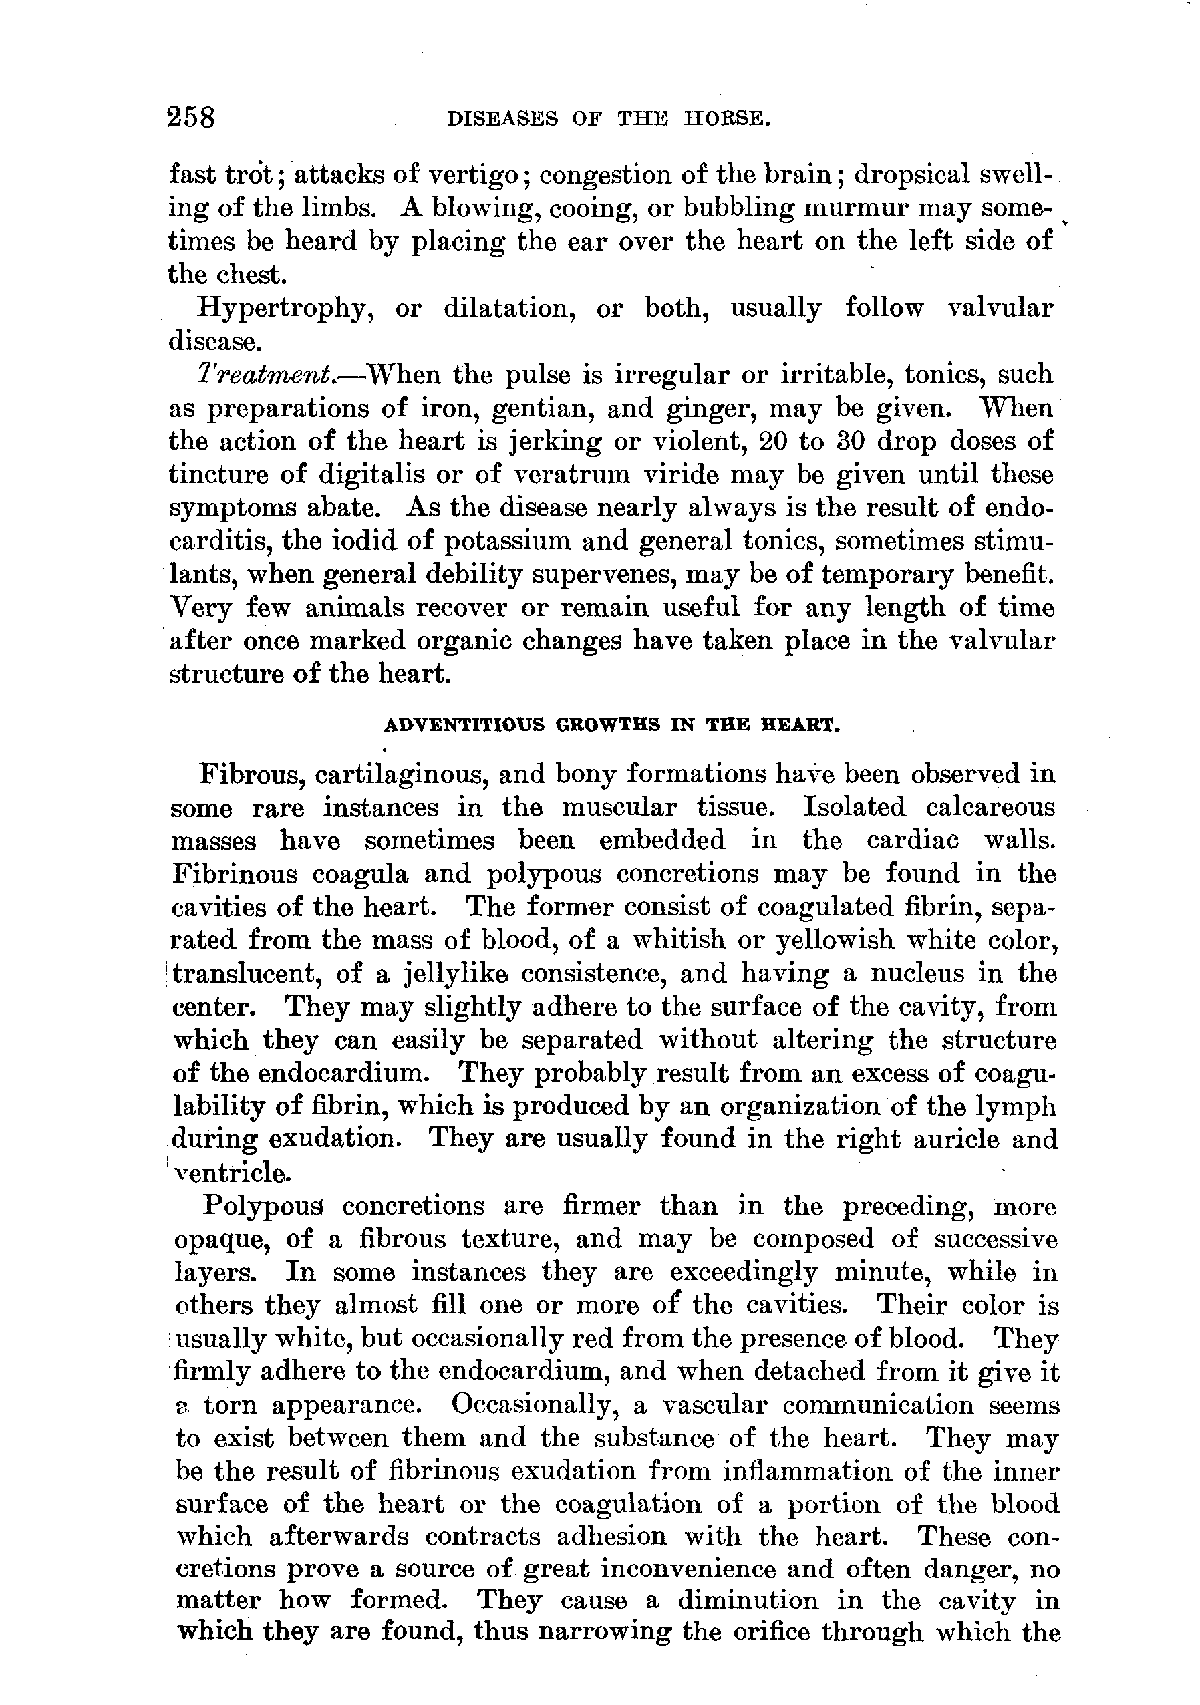 258 DISEASES OF THE HORSE.
fast trot; attacks of vertigo; congestion of the brain; dropsical swell-
ing of the limbs. A blowing, cooing, or bubbling murmur may some-
times be heard by placing the ear over the heart on the left side of
the chest.
Hypertrophy, or dilatation, or both, usually follow valvular
disease.
Treatment.—When the pulse is irregular or irritable, tonics, such
as preparations of iron, gentian, and ginger, may be given. When
the action of the heart is jerking or violent, 20 to 30 drop doses of
tincture of digitalis or of veratrum viride may be given until these
symptoms abate. As the disease nearly always is the result of endo-
carditis, the iodid of potassium and general tonics, sometimes stimu-
lants, when general debility supervenes, may be of temporary benefit.
Very few animals recover or remain useful for any length of time
after once marked organic changes have taken place in the valvular
structure of the heart.
ADVENTITIOUS GROWTHS IN THE HEART.
Fibrous, cartilaginous, and bony formations have been observed in
some rare instances in the muscular tissue. Isolated calcareous
masses have sometimes been embedded in the cardiac walls.
Fibrinous coagula and polypous concretions may be found in the
cavities of the heart. The former consist of coagulated fibrin, sepa-
rated from the mass of blood, of a whitish or yellowish white color,
translucent, of a jellylike consistence, and having a nucleus in the
center. They may slightly adhere to the surface of the cavity, from
which they can easily be separated without altering the structure
of the endocardium. They probably result from an excess of coagu-
lability of fibrin, which is produced by an organization of the lymph
during exudation. They are usually found in the right auricle and
ventricle.
Polypous concretions are firmer than in the preceding, more
opaque, of a fibrous texture, and may be composed of successive
layers. In some instances they are exceedingly minute, while in
others they almost fill one or more of the cavities. Their color is
usually white, but occasionally red from the presence of blood. They
firmly adhere to the endocardium, and when detached from it give it
a torn appearance. Occasionally, a vascular communication seems
to exist between them and the substance of the heart. They may
be the result of fibrinous exudation from inflammation of the inner
surface of the heart or the coagulation of a portion of the blood
which afterwards contracts adhesion with the heart. These con-
cretions prove a source of great inconvenience and often danger, no
matter how formed. They cause a diminution in the cavity in
which they are found, thus narrowing the orifice through which the